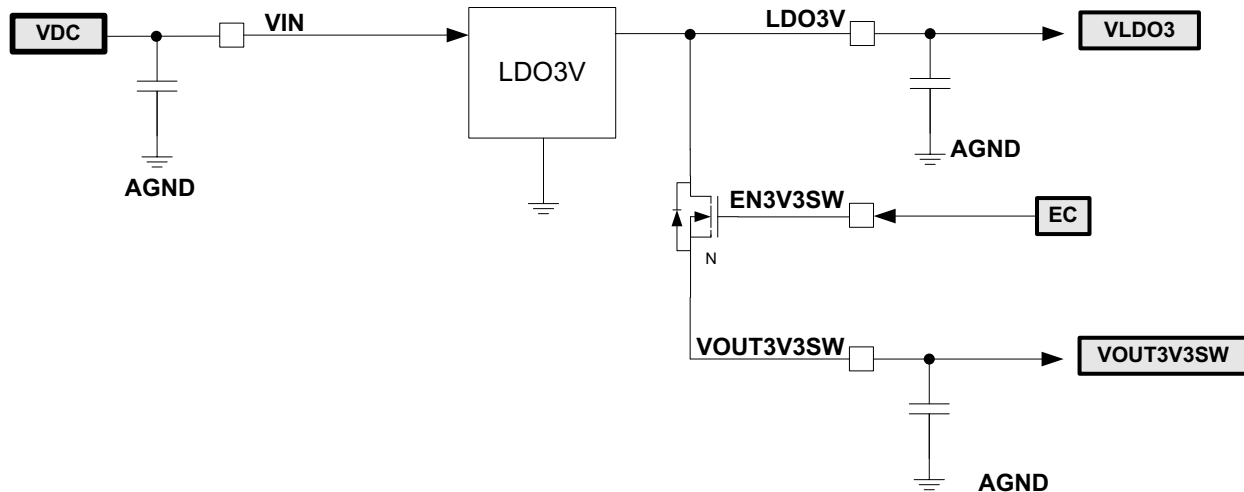 VDC
VIN
LDO3V
LDO3V
VLDO3
AGND
AGND
EN3V3SW
EC
N
VOUT3V3SW
VOUT3V3SW
AGND